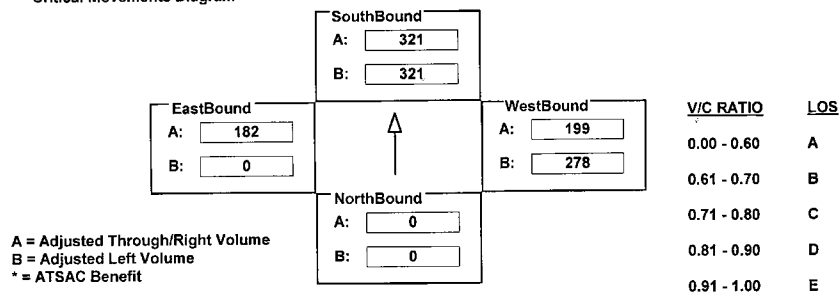 Critical Movements Diagram
SouthBound
A: 321
B: 321
EastBound
A: 182
B: 0
WestBound
A: 199
B: 278
NorthBound
A: 0
B: 0
A = Adjusted Through/Right Volume
B = Adjusted Left Volume
* = ATSAC Benefit
V/C RATIO LOS
0.00 - 0.60 A
0.61 - 0.70 B
0.71 - 0.80 C
0.81 - 0.90 D
0.91 - 1.00 E